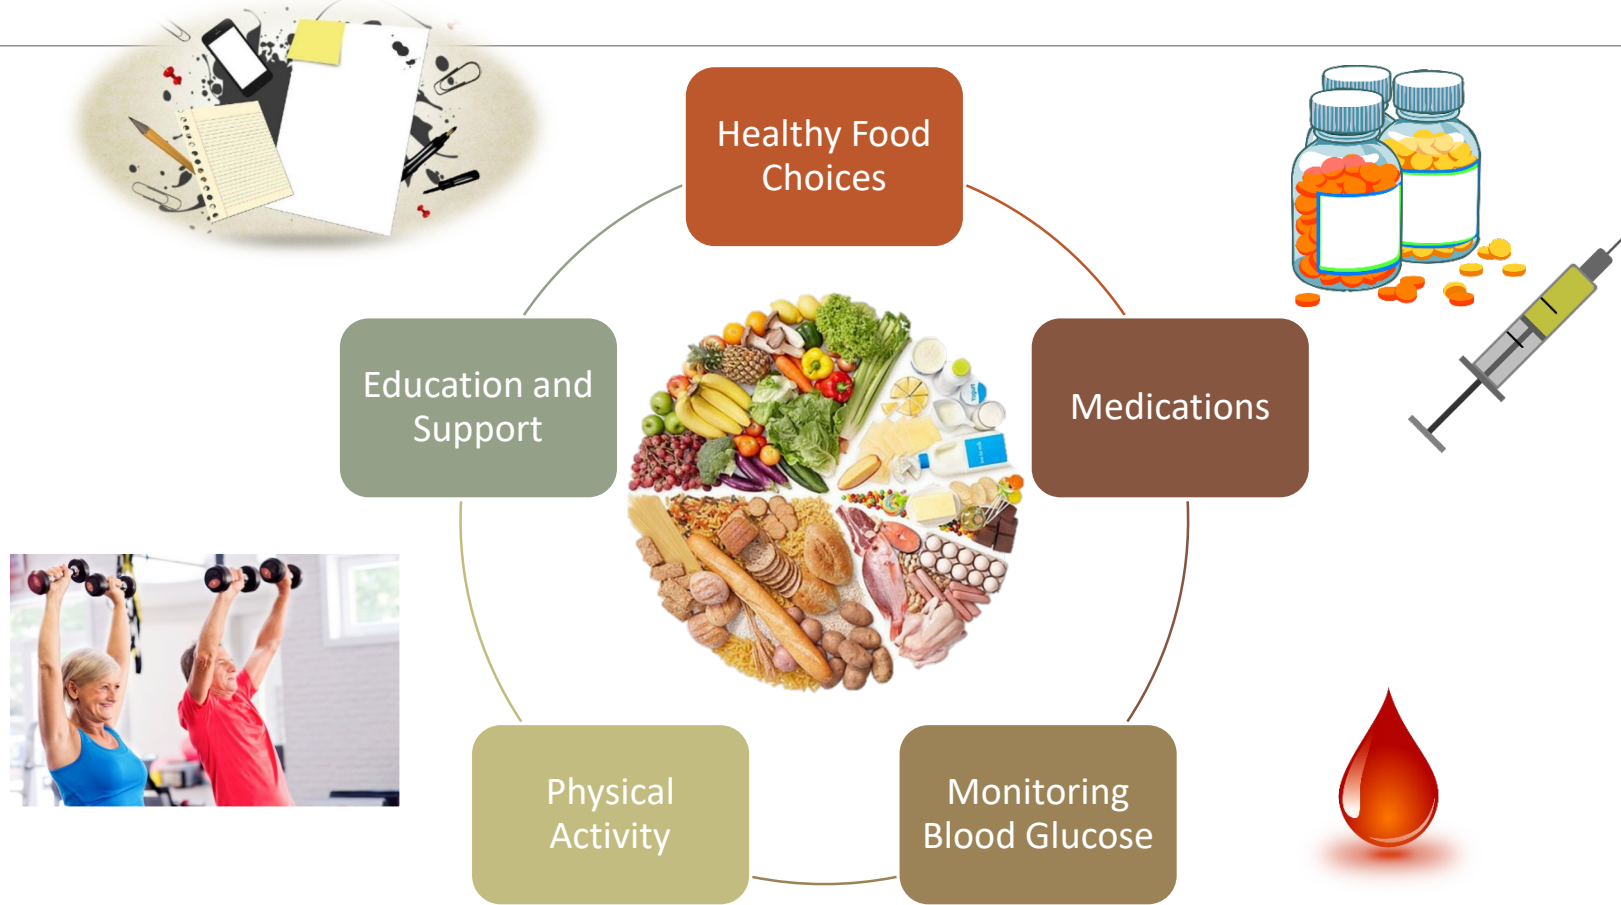 Healthy Food
Choices
Education and
Support
Medications
Physical
Activity
Monitoring
Blood Glucose